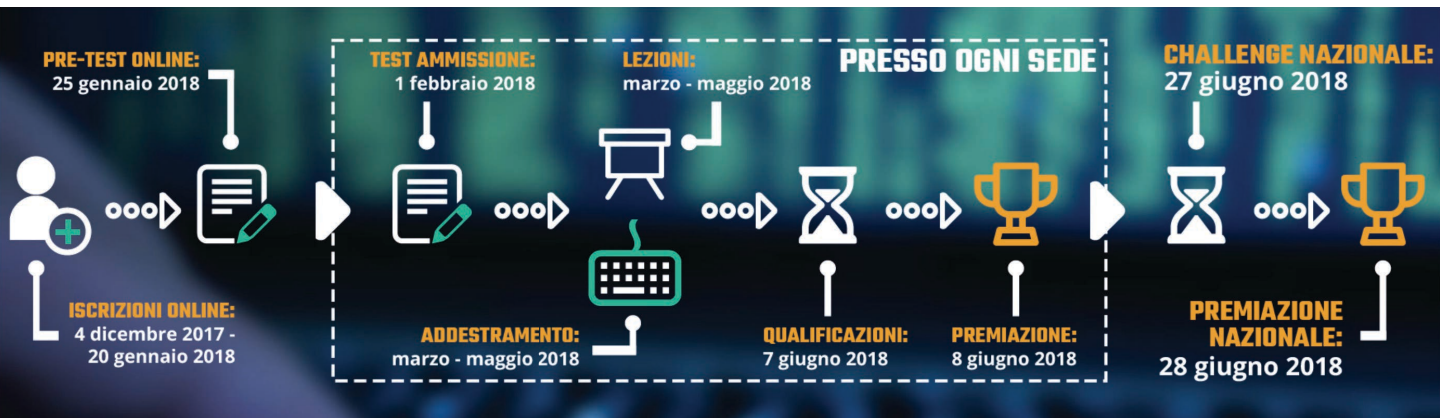 PRE-TEST ONLINE:
25 gennaio 2018
ISCRIZIONI ONLINE:
4 dicembre 2017 -
20 gennaio 2018
PRESSO OGNI SEDE
TEST AMMISSIONE:
1 febbraio 2018
LEZIONI:
marzo - maggio 2018
ADDESTRAMENTO:
marzo - maggio 2018
QUALIFICAZIONI:
7 giugno 2018
PREMIAZIONE:
8 giugno 2018
CHALLENGE NAZIONALE:
27 giugno 2018
PREMIAZIONE
NAZIONALE:
28 giugno 2018